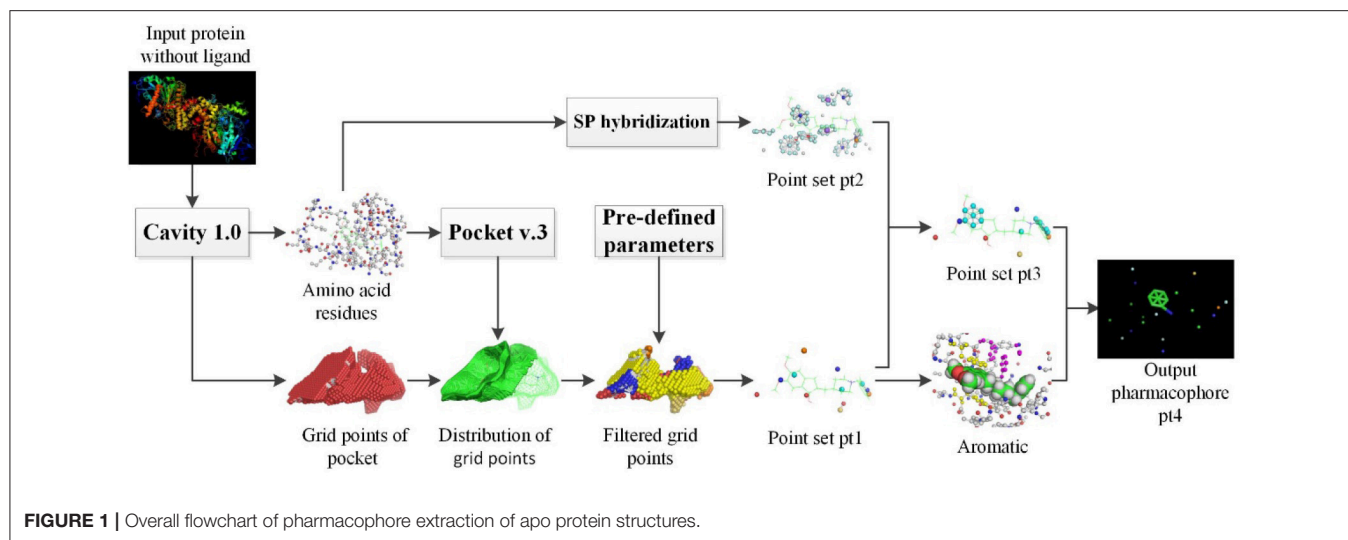 Input protein
without ligand
SP hybridization
Point set pt2
Cavity 1.0
Pocket v.3
Pre-defined
parameters
Amino acid
residues
Point set pt3
Output
pharmacophore
pt4
Grid points of
pocket
Distribution of
grid points
Filtered grid
points
Point set pt1
Aromatic
FIGURE 1 | Overall flowchart of pharmacophore extraction of apo protein structures.